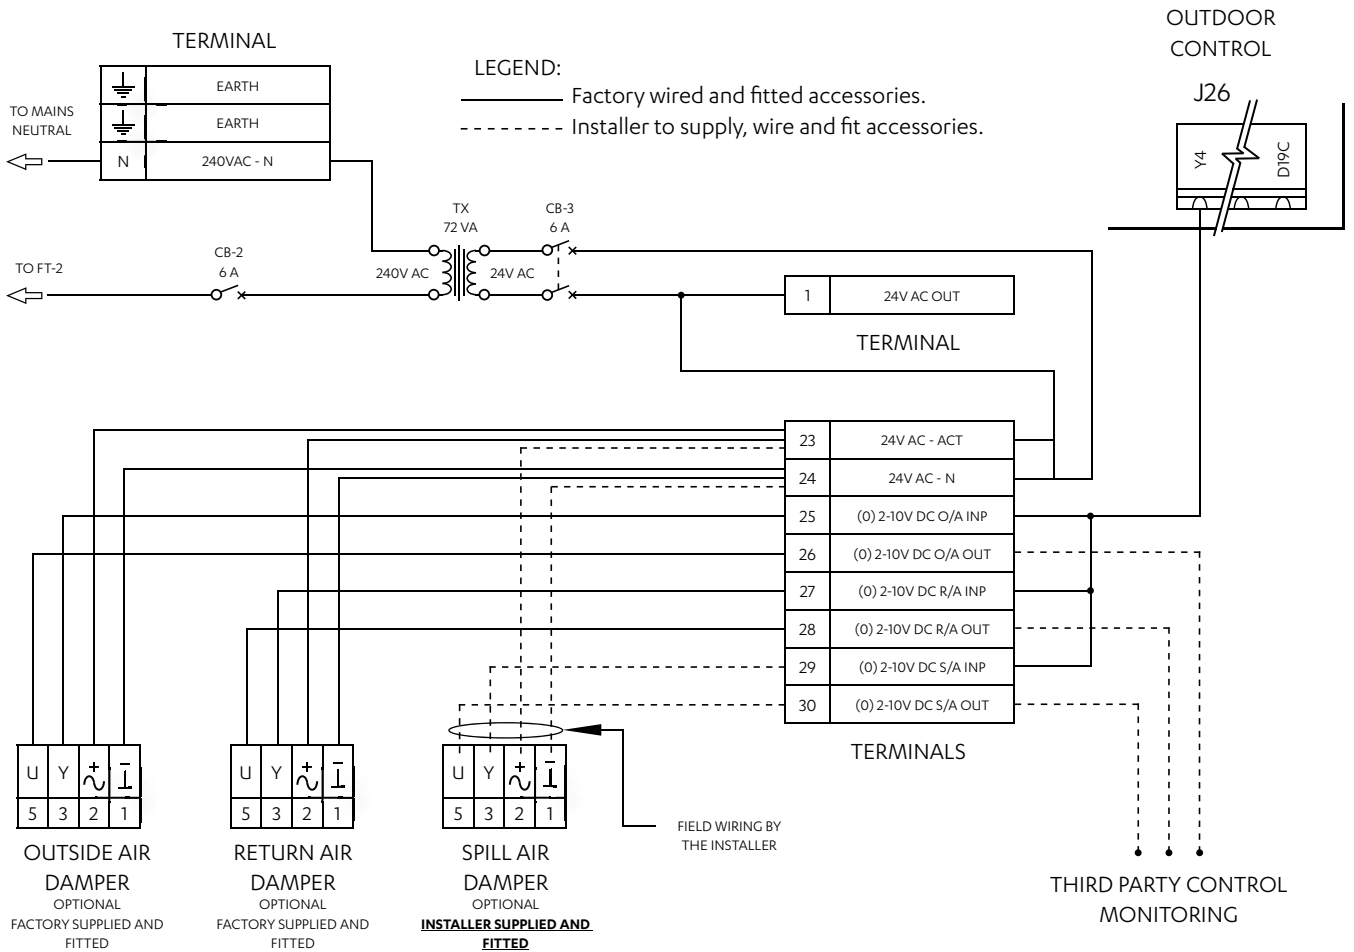 OUTDOOR
CONTROL
J26
Y4
D19C
TERMINAL
EARTH
EARTH
N 240VAC - N
TO MAINS
NEUTRAL
LEGEND:
Factory wired and fitted accessories.
Installer to supply, wire and fit accessories.
TX
72 VA
CB-3
6 A
CB-2
6 A
TO FT-2
240V AC
24V AC
1 24V AC OUT
TERMINAL
23 24V AC - ACT
24 24V AC - N
25 (0) 2-10V DC O/A INP
26 (0) 2-10V DC O/A OUT
27 (0) 2-10V DC R/A INP
28 (0) 2-10V DC R/A OUT
29 (0) 2-10V DC S/A INP
30 (0) 2-10V DC S/A OUT
TERMINALS
U Y + ~ -
5 3 2 1
OUTSIDE AIR
DAMPER
OPTIONAL
FACTORY SUPPLIED AND
FITTED
U Y + ~ -
5 3 2 1
RETURN AIR
DAMPER
OPTIONAL
FACTORY SUPPLIED AND
FITTED
U Y + ~ -
5 3 2 1
SPILL AIR
DAMPER
OPTIONAL
INSTALLER SUPPLIED AND
FITTED
FIELD WIRING BY
THE INSTALLER
THIRD PARTY CONTROL
MONITORING